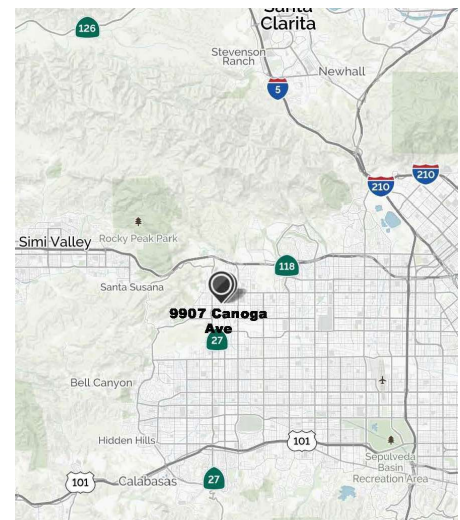 Santa
Clarita
126
Stevenson
Ranch
Newhall
5
210
210
Simi Valley
Rocky Peak Park
118
Santa Susana
9907 Canoga
Ave
27
Bell Canyon
Hidden Hills
101
Sepulveda
Basin
Recreation Area
101
Calabasas
27